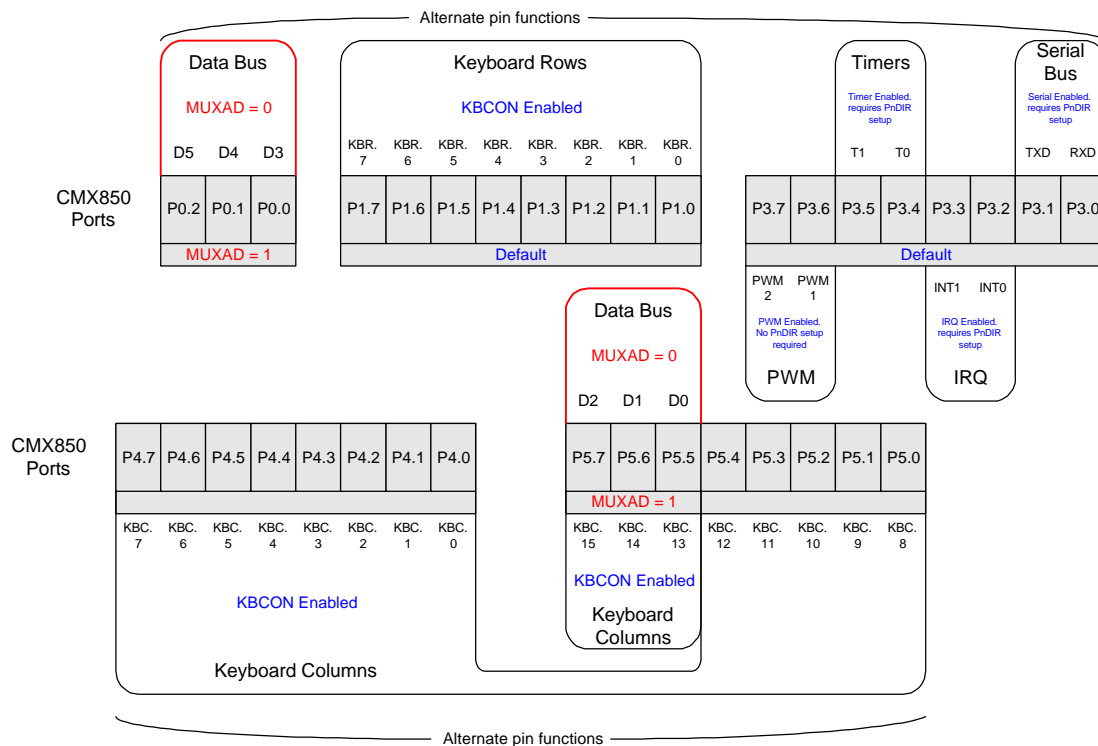 Alternate pin functions
Data Bus
MUXAD = 0
D5 D4 D3
Keyboard Rows
KBCON Enabled
KBR. KBR. KBR. KBR. KBR. KBR. KBR. KBR.
7 6 5 4 3 2 1 0
Timers
Timer Enabled.
requires PnDIR
setup
T1 T0
Serial
Bus
Serial Enabled.
requires PnDIR
setup
TXD RXD
CMX850
Ports
P0.2 P0.1 P0.0
MUXAD = 1
P1.7 P1.6 P1.5 P1.4 P1.3 P1.2 P1.1 P1.0
Default
P3.7 P3.6 P3.5 P3.4 P3.3 P3.2 P3.1 P3.0
Default
PWM PWM
2 1
PWM Enabled.
No PnDIR setup
required
PWM
INT1 INT0
IRQ Enabled.
requires PnDIR
setup
IRQ
Data Bus
MUXAD = 0
D2 D1 D0
CMX850
Ports
P4.7 P4.6 P4.5 P4.4 P4.3 P4.2 P4.1 P4.0
P5.7 P5.6 P5.5 P5.4 P5.3 P5.2 P5.1 P5.0
MUXAD = 1
KBC. KBC. KBC. KBC. KBC. KBC. KBC. KBC.
7 6 5 4 3 2 1 0
KBC. KBC. KBC. KBC. KBC. KBC. KBC. KBC.
15 14 13 12 11 10 9 8
KBCON Enabled
KBCON Enabled
Keyboard
Columns
Keyboard Columns
Alternate pin functions